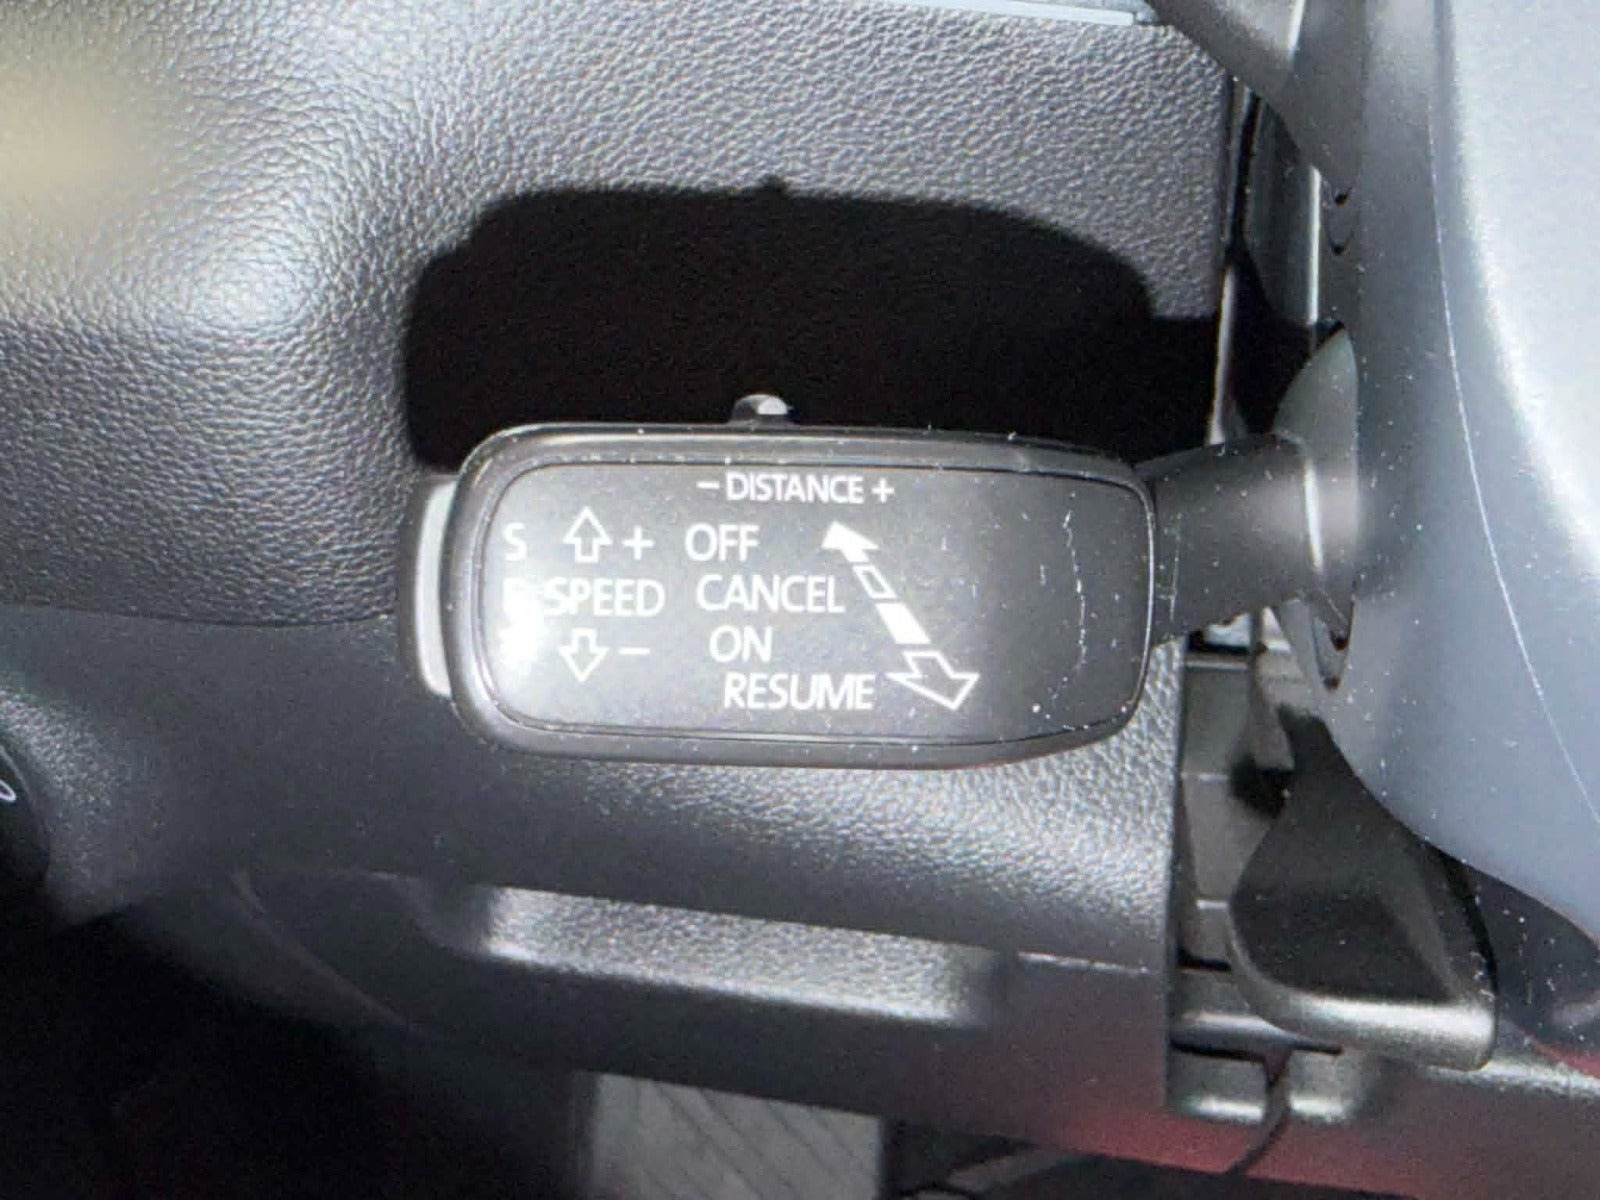 - DISTANCE +
S + OFF
SPEED CANCEL
- ON
RESUME